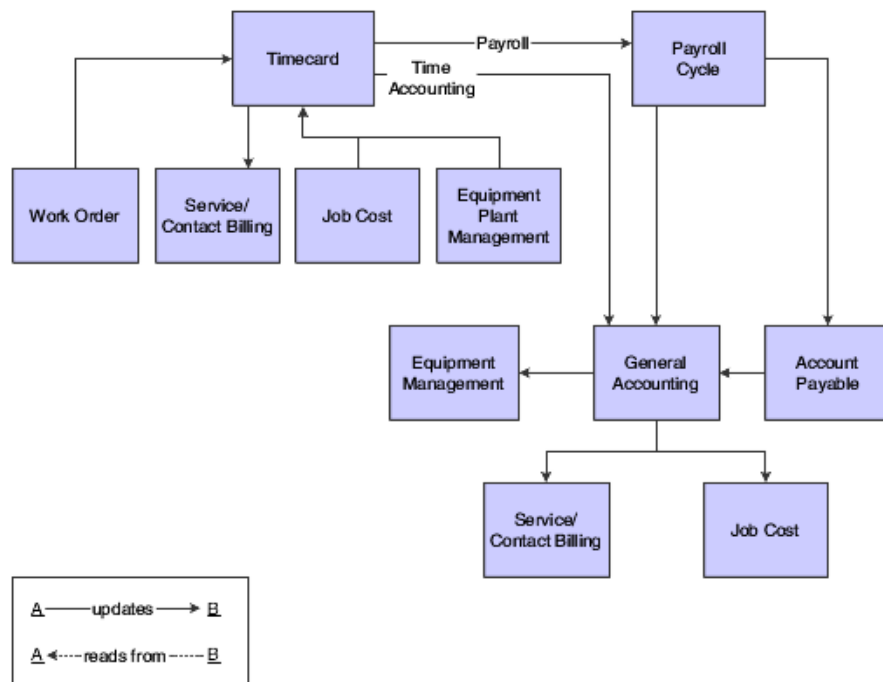 Timecard
Payroll
Payroll
Cycle
Time
Accounting
Work Order
Service/
Contact Billing
Job Cost
Equipment
Plant
Management
Equipment
Management
General
Accounting
Account
Payable
Service/
Contact Billing
Job Cost
A updates B
A reads from B